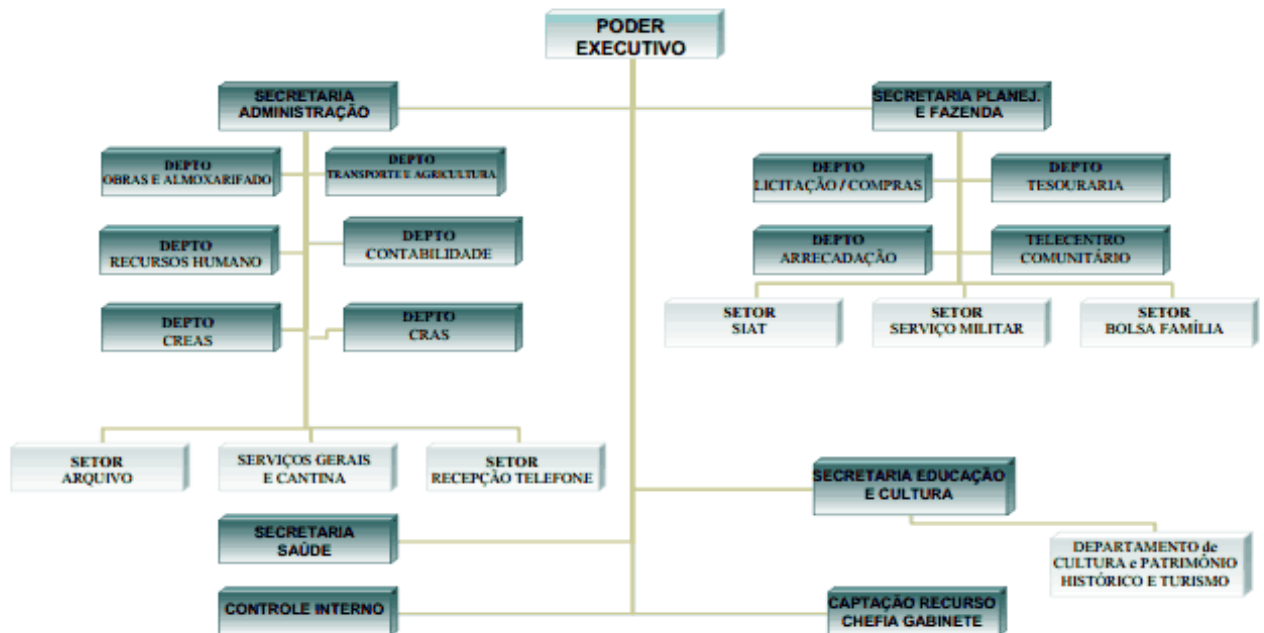 PODER
EXECUTIVO
SECRETARIA
ADMINISTRAÇÃO
SECRETARIA PLANEJ.
E FAZENDA
DEPTO
OBRAS E ALMOXARIFADO
DEPTO
TRANSPORTE E AGRICULTURA
DEPTO
LICITAÇÃO / COMPRAS
DEPTO
TESOURARIA
DEPTO
RECURSOS HUMANO
DEPTO
CONTABILIDADE
DEPTO
ARRECADAÇÃO
TELECENTRO
COMUNITÁRIO
DEPTO
CREAS
DEPTO
CRAS
SETOR
SIAT
SETOR
SERVIÇO MILITAR
SETOR
BOLSA FAMÍLIA
SETOR
ARQUIVO
SERVIÇOS GERAIS
E CANTINA
SETOR
RECEPÇÃO TELEFONE
SECRETARIA EDUCAÇÃO
E CULTURA
SECRETARIA
SAÚDE
DEPARTAMENTO de
CULTURA e PATRIMÔNIO
HISTÓRICO E TURISMO
CONTROLE INTERNO
CAPTAÇÃO RECURSO
CHEFIA GABINETE